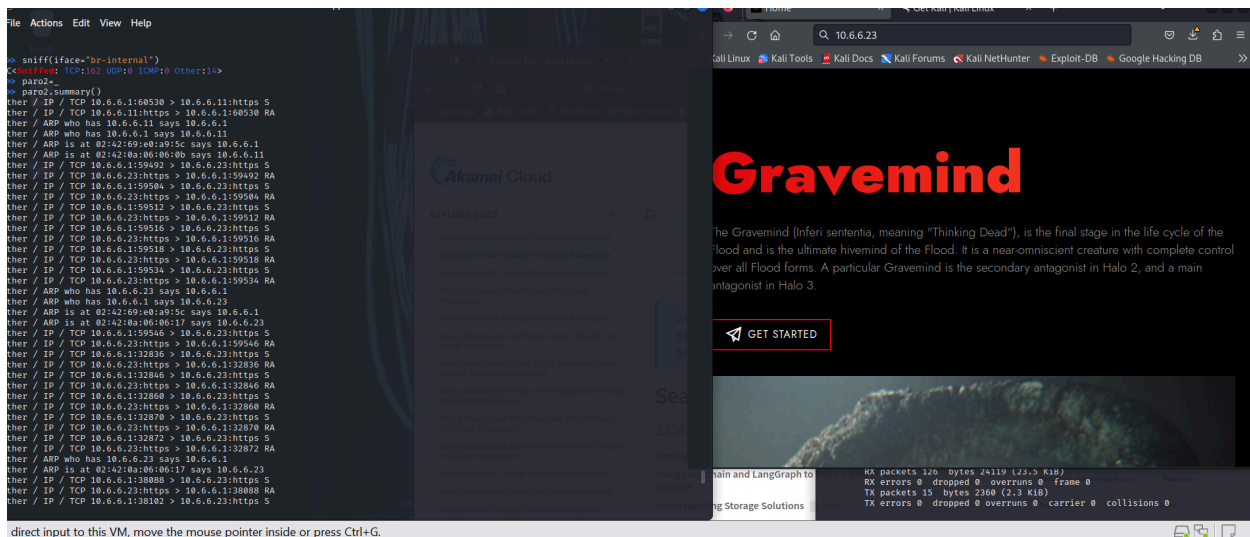 File Actions Edit View Help
>> sniff(iface="br-internal")
C<Sniffed: TCP:162 UDP:0 ICMP:0 Other:14>
>> paro2=_
>> paro2.summary()
ther / IP / TCP 10.6.6.1:60530 > 10.6.6.11:https S
ther / IP / TCP 10.6.6.11:https > 10.6.6.1:60530 RA
ther / ARP who has 10.6.6.11 says 10.6.6.1
ther / ARP who has 10.6.6.1 says 10.6.6.11
ther / ARP is at 02:42:69:e0:a9:5c says 10.6.6.1
ther / ARP is at 02:42:0a:06:06:0b says 10.6.6.11
ther / IP / TCP 10.6.6.1:59492 > 10.6.6.23:https S
ther / IP / TCP 10.6.6.23:https > 10.6.6.1:59492 RA
ther / IP / TCP 10.6.6.1:59504 > 10.6.6.23:https S
ther / IP / TCP 10.6.6.23:https > 10.6.6.1:59504 RA
ther / IP / TCP 10.6.6.1:59512 > 10.6.6.23:https S
ther / IP / TCP 10.6.6.23:https > 10.6.6.1:59512 RA
ther / IP / TCP 10.6.6.1:59516 > 10.6.6.23:https S
ther / IP / TCP 10.6.6.23:https > 10.6.6.1:59516 RA
ther / IP / TCP 10.6.6.1:59518 > 10.6.6.23:https S
ther / IP / TCP 10.6.6.23:https > 10.6.6.1:59518 RA
ther / IP / TCP 10.6.6.1:59534 > 10.6.6.23:https S
ther / IP / TCP 10.6.6.23:https > 10.6.6.1:59534 RA
ther / ARP who has 10.6.6.23 says 10.6.6.1
ther / ARP who has 10.6.6.1 says 10.6.6.23
ther / ARP is at 02:42:69:e0:a9:5c says 10.6.6.1
ther / ARP is at 02:42:0a:06:06:17 says 10.6.6.23
ther / IP / TCP 10.6.6.1:59546 > 10.6.6.23:https S
ther / IP / TCP 10.6.6.23:https > 10.6.6.1:59546 RA
ther / IP / TCP 10.6.6.1:32836 > 10.6.6.23:https S
ther / IP / TCP 10.6.6.23:https > 10.6.6.1:32836 RA
ther / IP / TCP 10.6.6.1:32846 > 10.6.6.23:https S
ther / IP / TCP 10.6.6.23:https > 10.6.6.1:32846 RA
ther / IP / TCP 10.6.6.1:32860 > 10.6.6.23:https S
ther / IP / TCP 10.6.6.23:https > 10.6.6.1:32860 RA
ther / IP / TCP 10.6.6.1:32870 > 10.6.6.23:https S
ther / IP / TCP 10.6.6.23:https > 10.6.6.1:32870 RA
ther / IP / TCP 10.6.6.1:32872 > 10.6.6.23:https S
ther / IP / TCP 10.6.6.23:https > 10.6.6.1:32872 RA
ther / ARP who has 10.6.6.23 says 10.6.6.1
ther / ARP is at 02:42:0a:06:06:17 says 10.6.6.23
ther / IP / TCP 10.6.6.1:38088 > 10.6.6.23:https S
ther / IP / TCP 10.6.6.23:https > 10.6.6.1:38088 RA
ther / IP / TCP 10.6.6.1:38102 > 10.6.6.23:https S
Akamai Cloud
EXPLORE DOCS
Sea
Home
Get Kali | Kali Linux
10.6.6.23
Kali Linux Kali Tools Kali Docs Kali Forums Kali NetHunter Exploit-DB Google Hacking DB
Gravemind
The Gravemind (Inferi sententia, meaning "Thinking Dead"), is the final stage in the life cycle of the
Flood and is the ultimate hivemind of the Flood. It is a near-omniscient creature with complete control
over all Flood forms. A particular Gravemind is the secondary antagonist in Halo 2, and a main
antagonist in Halo 3.
GET STARTED
hain and LangGraph to
ng Storage Solutions
RX packets 126 bytes 24119 (23.5 KiB)
RX errors 0 dropped 0 overruns 0 frame 0
TX packets 15 bytes 2360 (2.3 KiB)
TX errors 0 dropped 0 overruns 0 carrier 0 collisions 0
direct input to this VM, move the mouse pointer inside or press Ctrl+G.